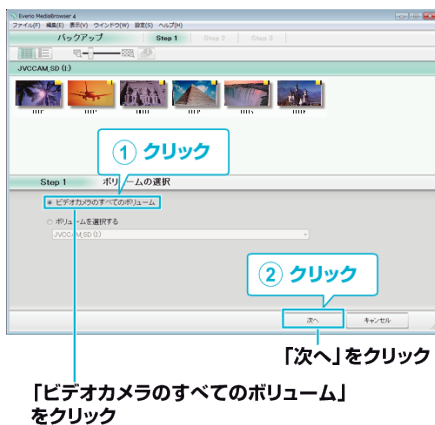 Everio MediaBrowser 4
ファイル(F) 編集(E) 表示(V) ウインドウ(W) 設定(S) ヘルプ(H)
バックアップ Step 1 Step 2 Step 3
JVCCAM_SD (I:)
① クリック
Step 1 ボリュームの選択
ビデオカメラのすべてのボリューム
ボリュームを選択する
JVCCAM_SD (I:)
② クリック
次へ キャンセル
「次へ」をクリック
「ビデオカメラのすべてのボリューム」
をクリック